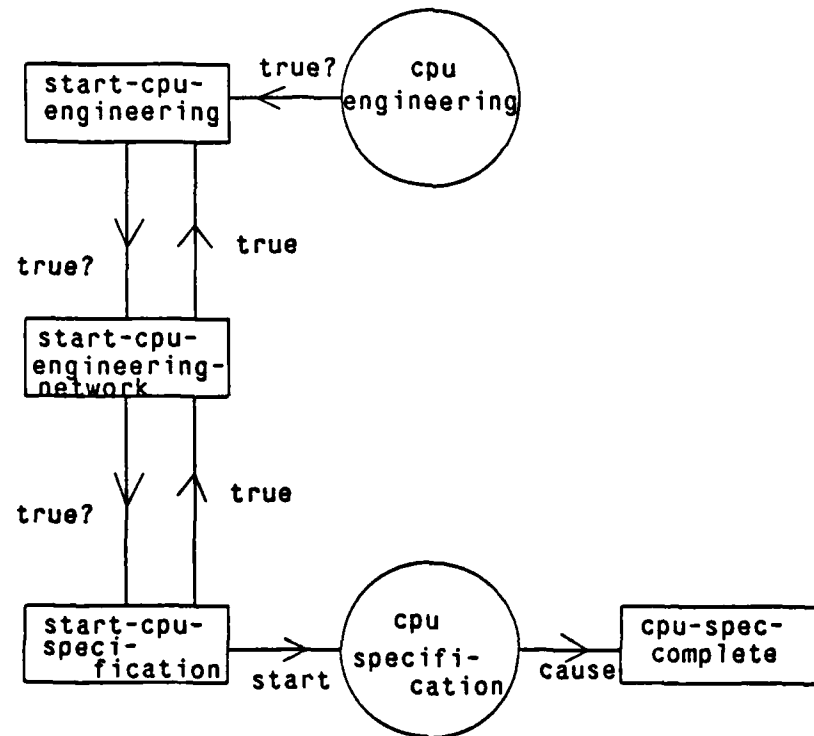 start-cpu-
engineering
true?
cpu
engineering
true?
true
start-cpu-
engineering-
network
true?
true
start-cpu-
speci-
fication
start
cpu
specifi-
cation
cause
cpu-spec-
complete